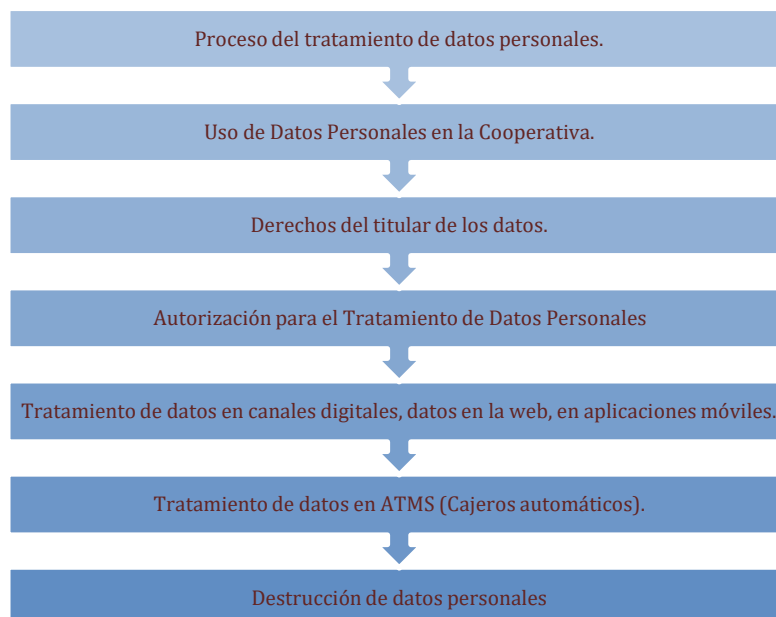 Proceso del tratamiento de datos personales.
Uso de Datos Personales en la Cooperativa.
Derechos del titular de los datos.
Autorización para el Tratamiento de Datos Personales
Tratamiento de datos en canales digitales, datos en la web, en aplicaciones móviles.
Tratamiento de datos en ATMS (Cajeros automáticos).
Destrucción de datos personales